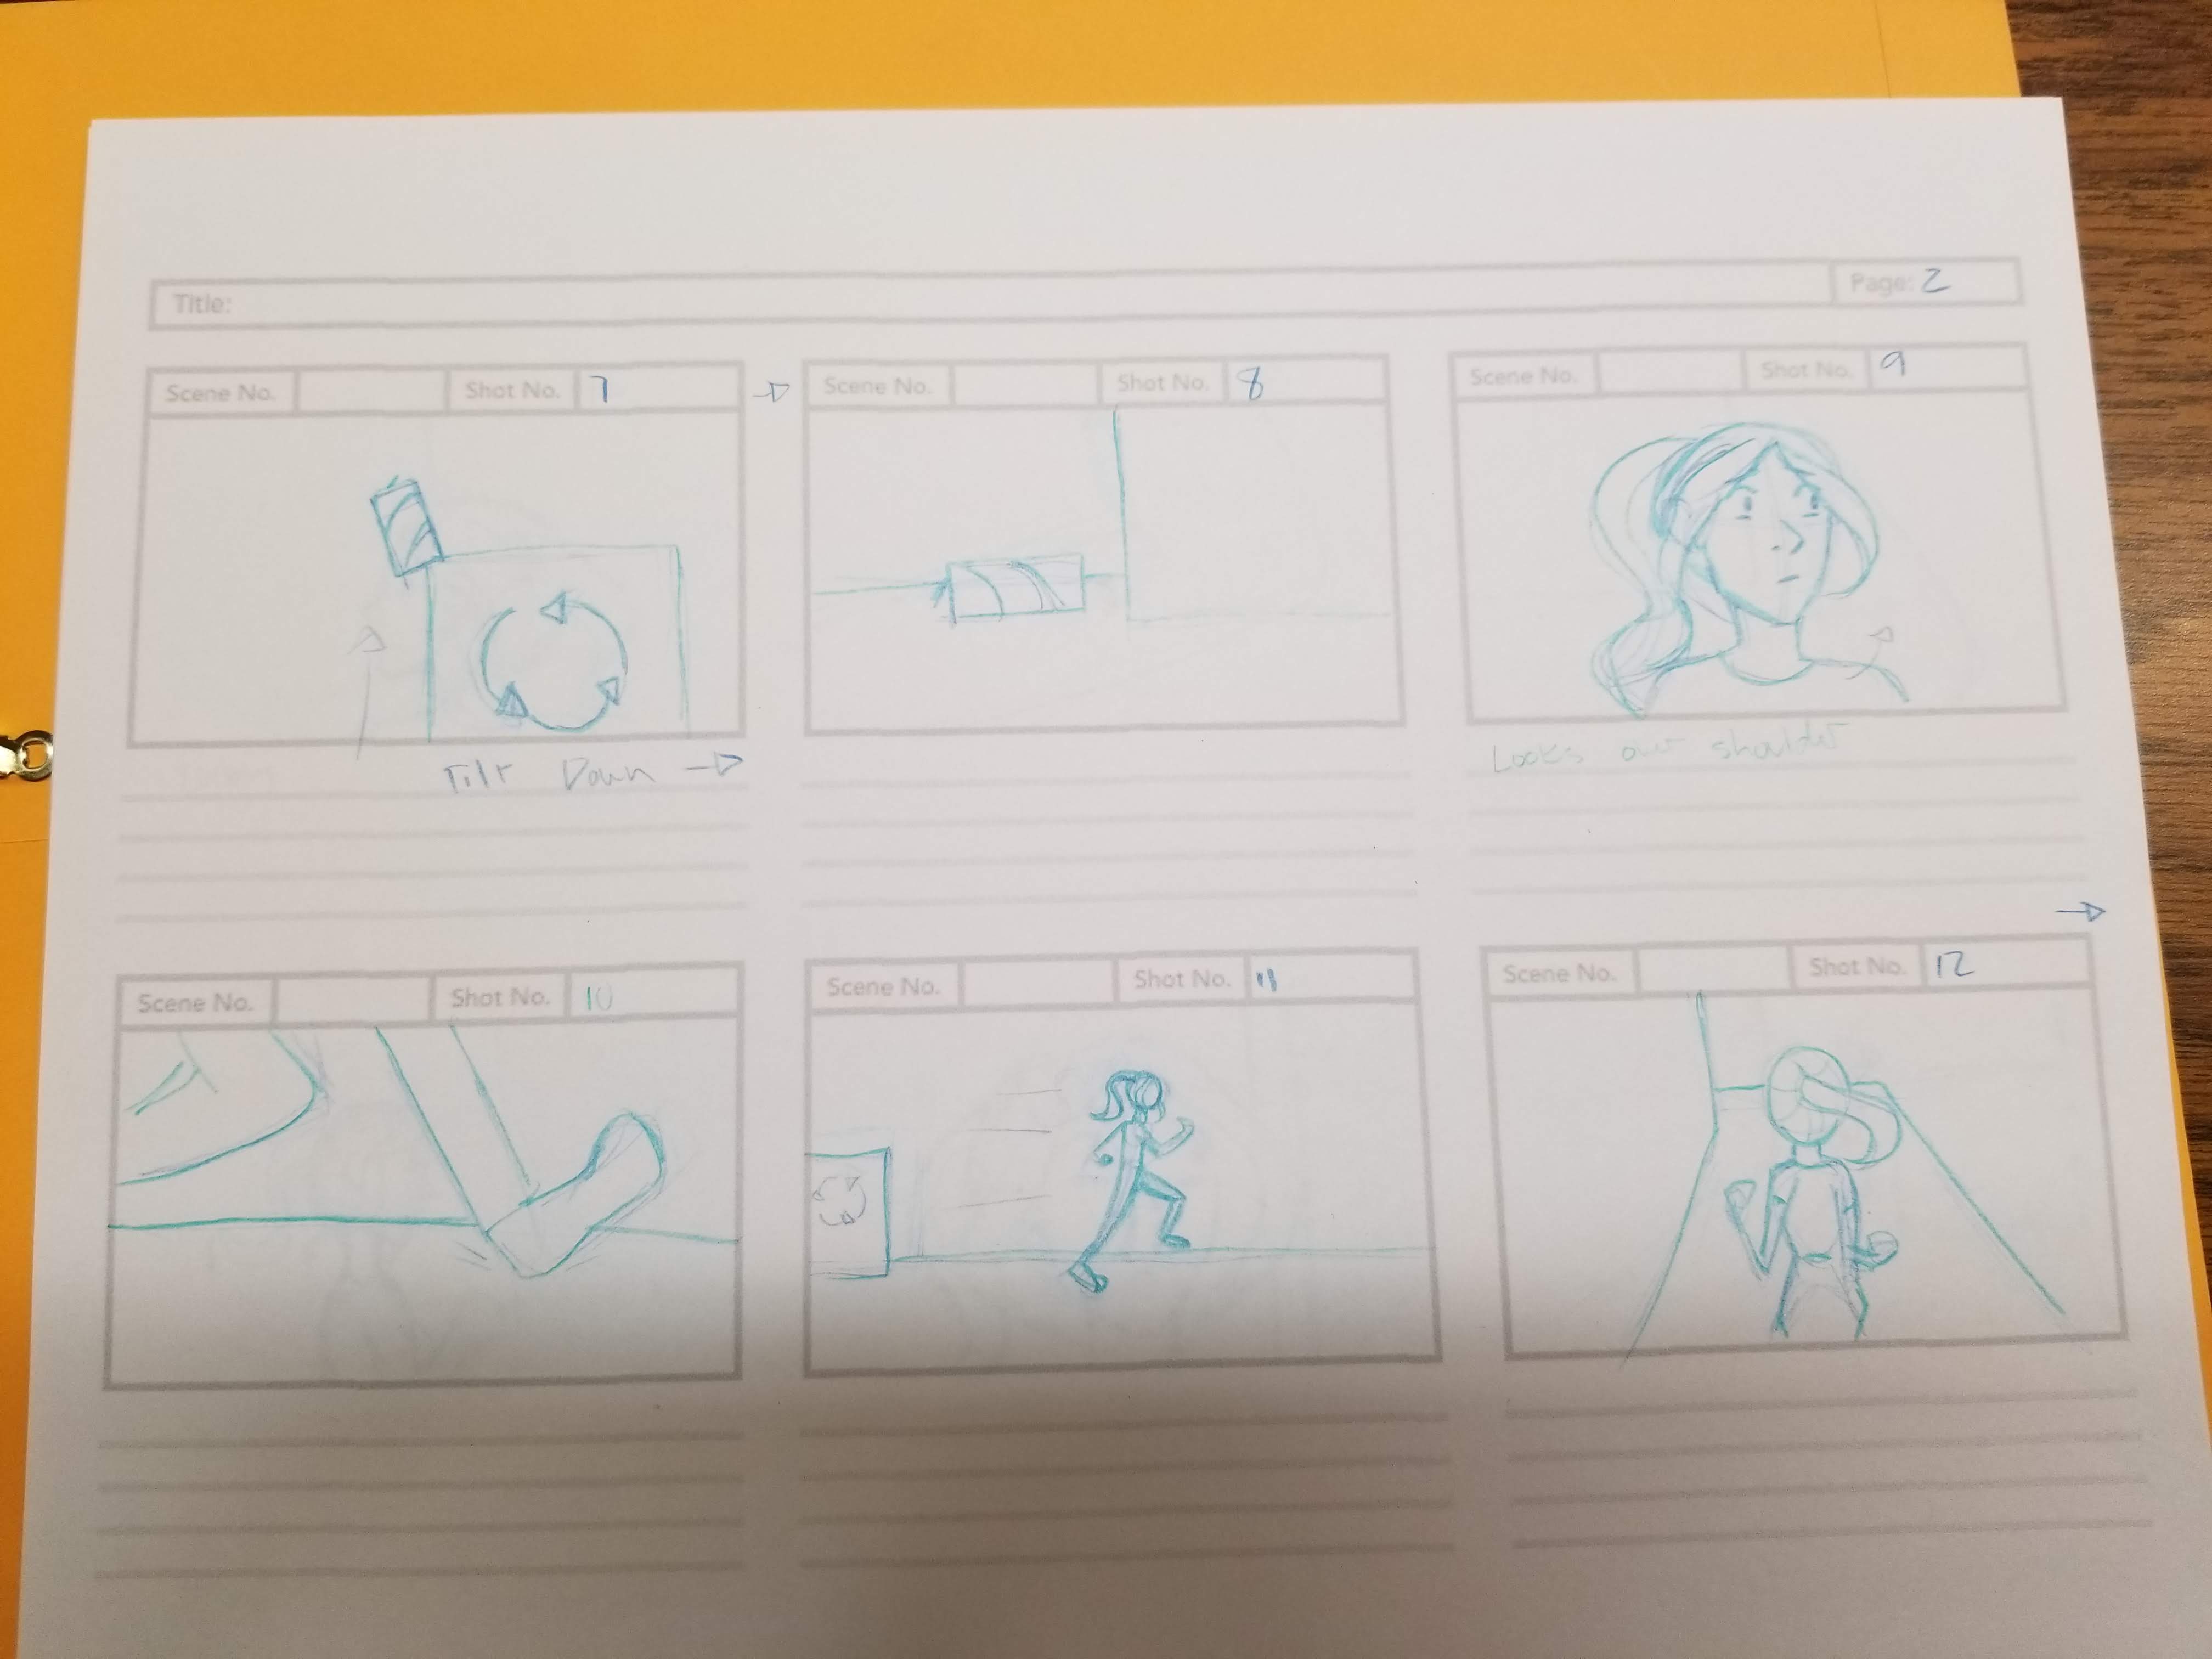 Title:
Page: 2
Scene No. Shot No. 7
Scene No. Shot No. 8
Scene No. Shot No. 9
Tilt Down
Looks over shoulder
Scene No. Shot No. 10
Scene No. Shot No. 11
Scene No. Shot No. 12